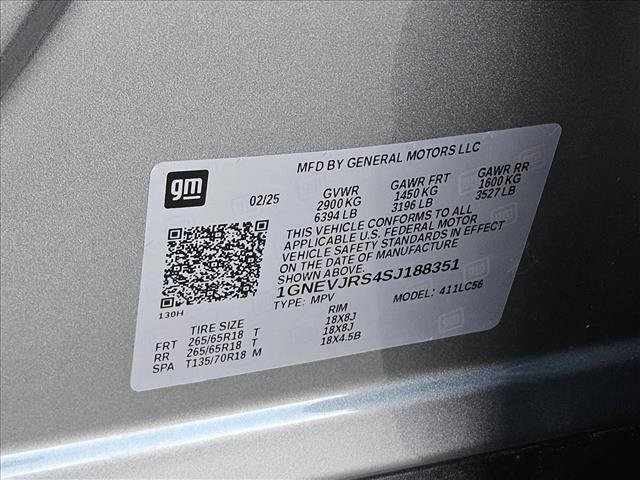 MFD BY GENERAL MOTORS LLC
gm
02/25 GVWR GAWR FRT GAWR RR
2900 KG 1450 KG 1600 KG
6394 LB 3196 LB 3527 LB
THIS VEHICLE CONFORMS TO ALL
APPLICABLE U.S. FEDERAL MOTOR
VEHICLE SAFETY STANDARDS IN EFFECT
ON THE DATE OF MANUFACTURE
SHOWN ABOVE.
1GNEVJRS4SJ188351
TYPE: MPV MODEL: 411LC56
130H
TIRE SIZE RIM
FRT 265/65R18 T 18X8J
RR 265/65R18 T 18X8J
SPA T135/70R18 M 18X4.5B